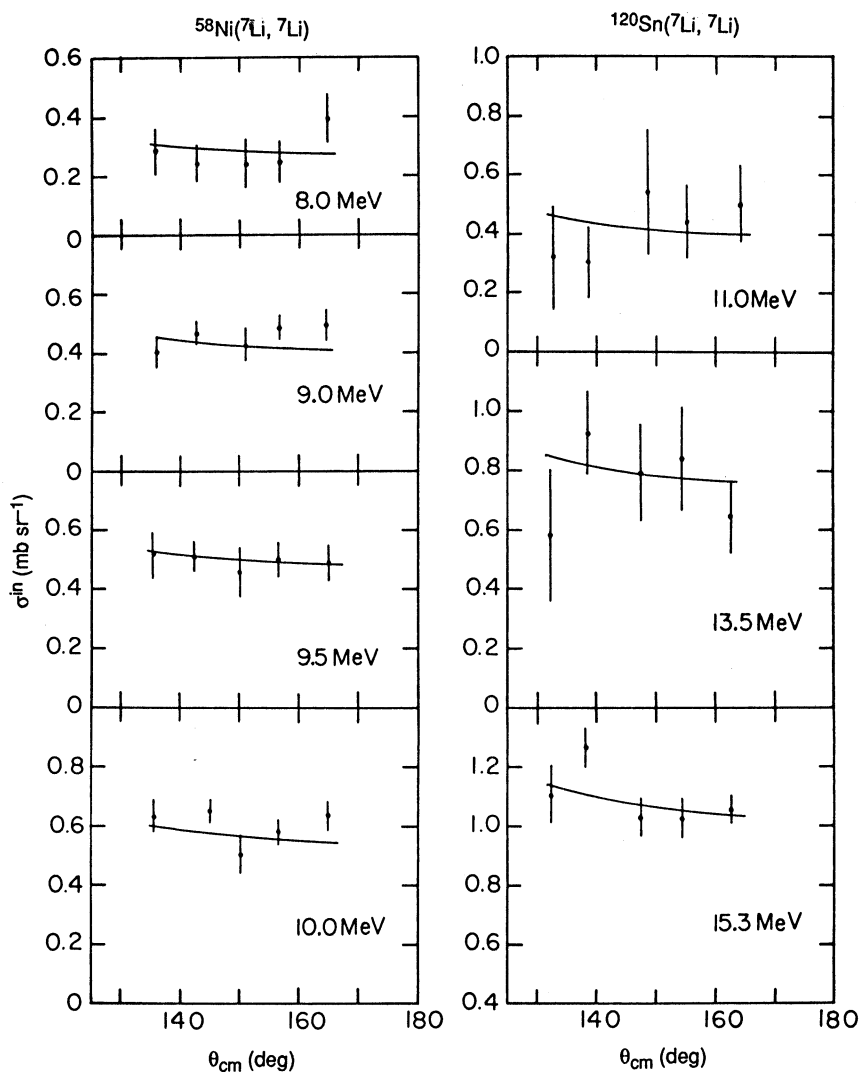 ⁵⁸Ni(⁷Li, ⁷Li)
0.6
0.4
0.2
0
8.0 MeV
0.6
0.4
0.2
0
9.0 MeV
0.6
0.4
0.2
0
9.5 MeV
0.8
0.6
0.4
0.2
0
10.0 MeV
140 160 180
θcm (deg)
σⁱⁿ (mb sr⁻¹)
¹²⁰Sn(⁷Li, ⁷Li)
1.0
0.8
0.6
0.4
0.2
0
11.0 MeV
1.0
0.8
0.6
0.4
0.2
0
13.5 MeV
1.2
1.0
0.8
0.6
0.4
15.3 MeV
140 160 180
θcm (deg)